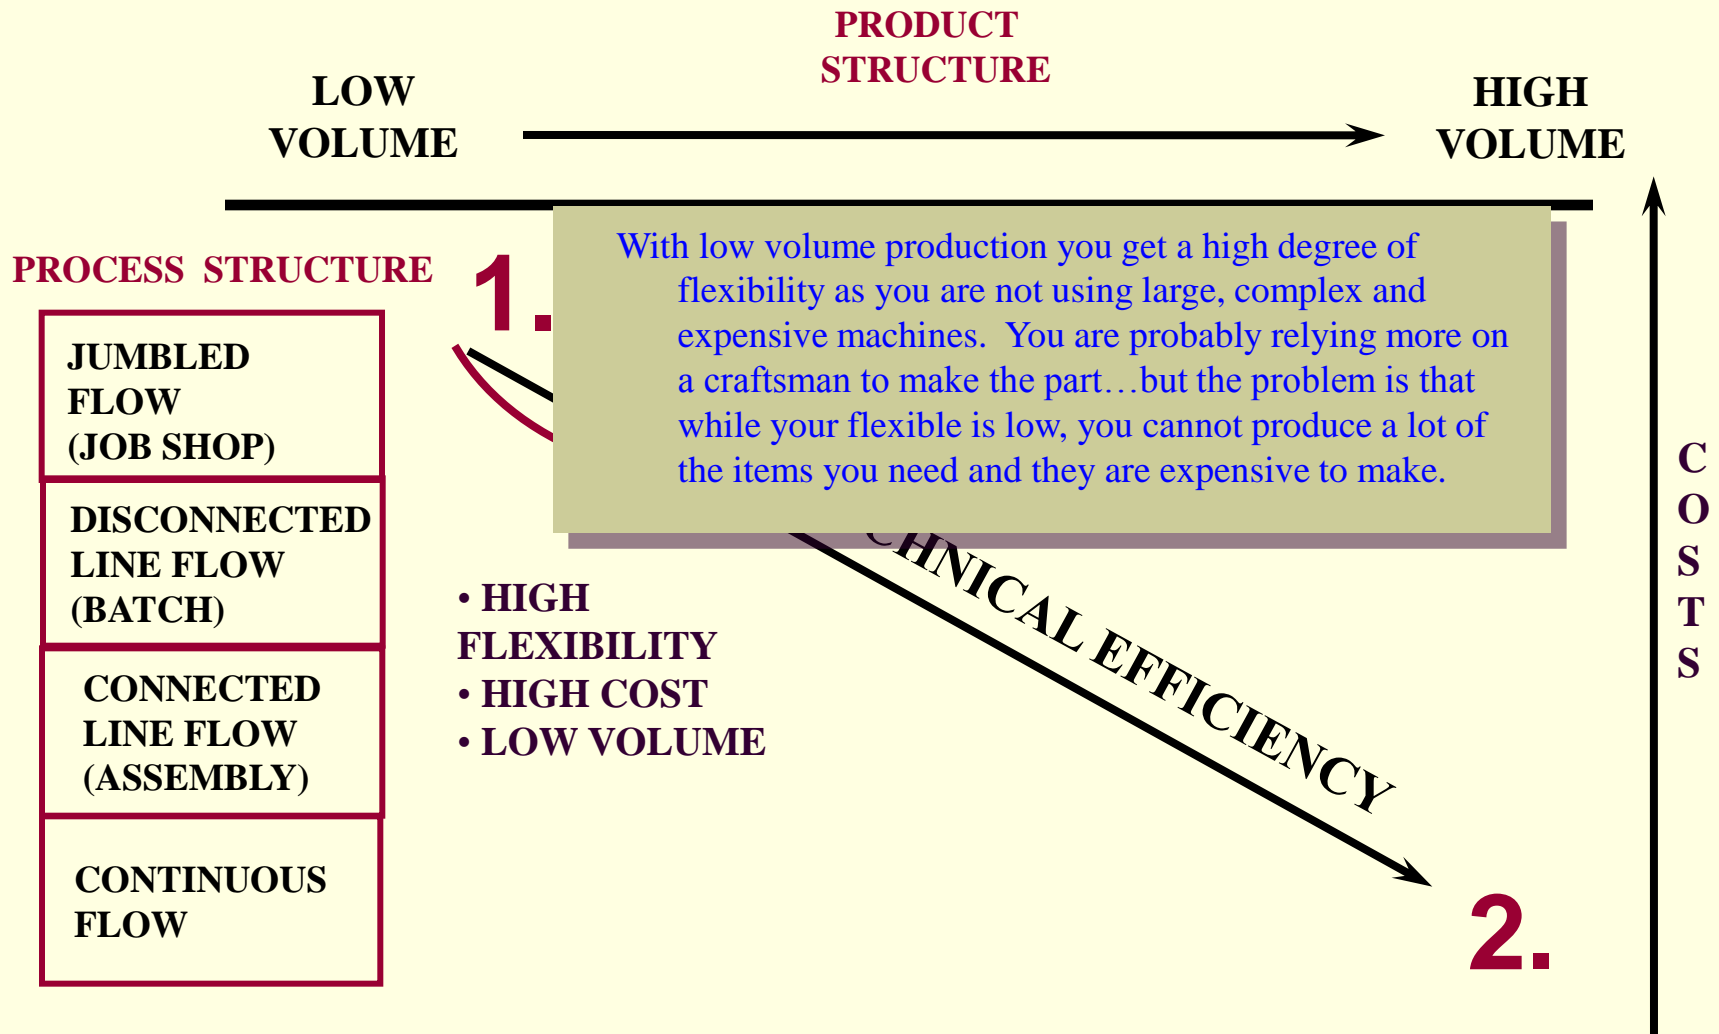 PRODUCT
STRUCTURE
LOW
VOLUME
HIGH
VOLUME
PROCESS STRUCTURE
1.
With low volume production you get a high degree of
flexibility as you are not using large, complex and
expensive machines. You are probably relying more on
a craftsman to make the part…but the problem is that
while your flexible is low, you cannot produce a lot of
the items you need and they are expensive to make.
JUMBLED
FLOW
(JOB SHOP)
DISCONNECTED
LINE FLOW
(BATCH)
CONNECTED
LINE FLOW
(ASSEMBLY)
CONTINUOUS
FLOW
• HIGH
FLEXIBILITY
• HIGH COST
• LOW VOLUME
CHNICAL EFFICIENCY
2.
C
O
S
T
S